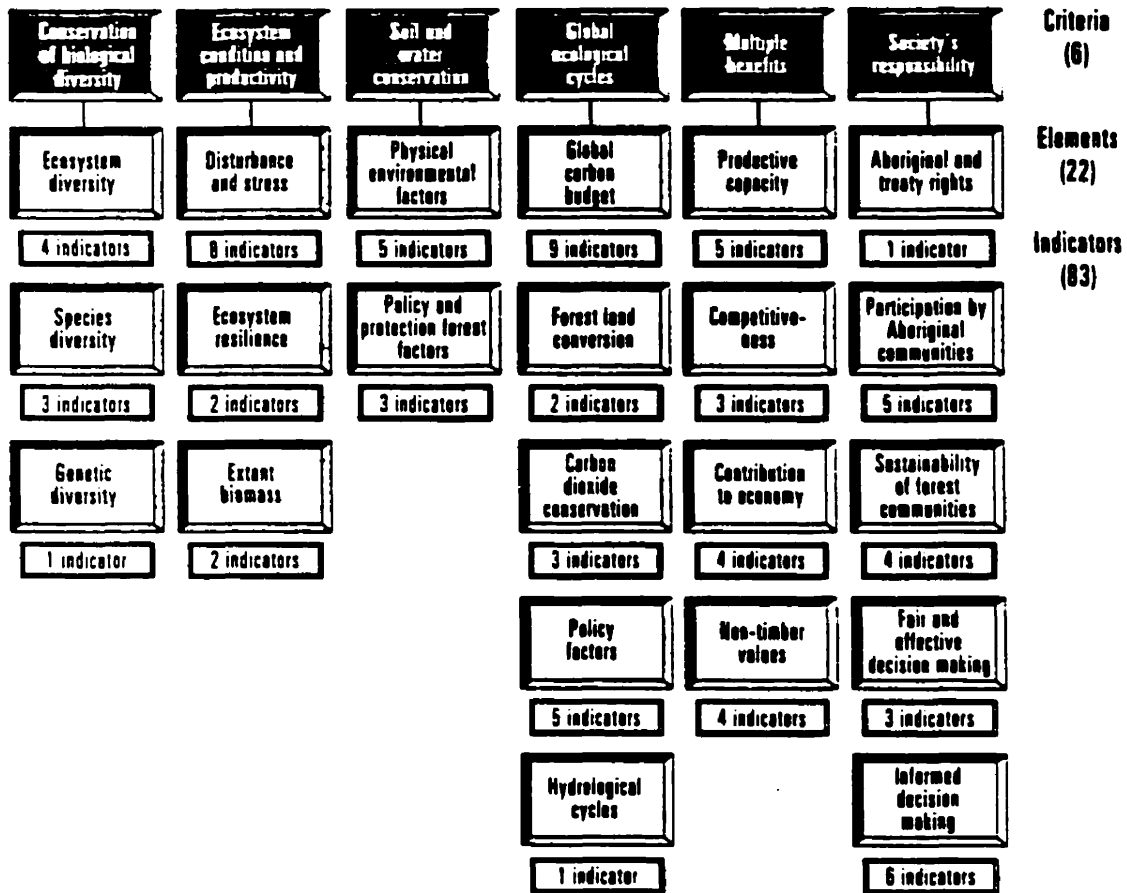 Conservation
of biological
diversity
Ecosystem
condition and
productivity
Soil and
water
conservation
Global
ecological
cycles
Multiple
benefits
Society's
responsibility
Criteria
(6)
Ecosystem
diversity
Disturbance
and stress
Physical
environmental
factors
Global
carbon
budget
Productive
capacity
Aboriginal and
treaty rights
Elements
(22)
4 indicators
8 indicators
5 indicators
9 indicators
5 indicators
1 indicator
Indicators
(83)
Species
diversity
Ecosystem
resilience
Policy and
protection forest
factors
Forest land
conversion
Competitive-
ness
Participation by
Aboriginal
communities
3 indicators
2 indicators
3 indicators
2 indicators
3 indicators
5 indicators
Genetic
diversity
Extant
biomass
Carbon
dioxide
conservation
Contribution
to economy
Sustainability
of forest
communities
1 indicator
2 indicators
3 indicators
4 indicators
4 indicators
Policy
factors
Non-timber
values
Fair and
effective
decision making
5 indicators
4 indicators
3 indicators
Hydrological
cycles
Informed
decision
making
1 indicator
6 indicators